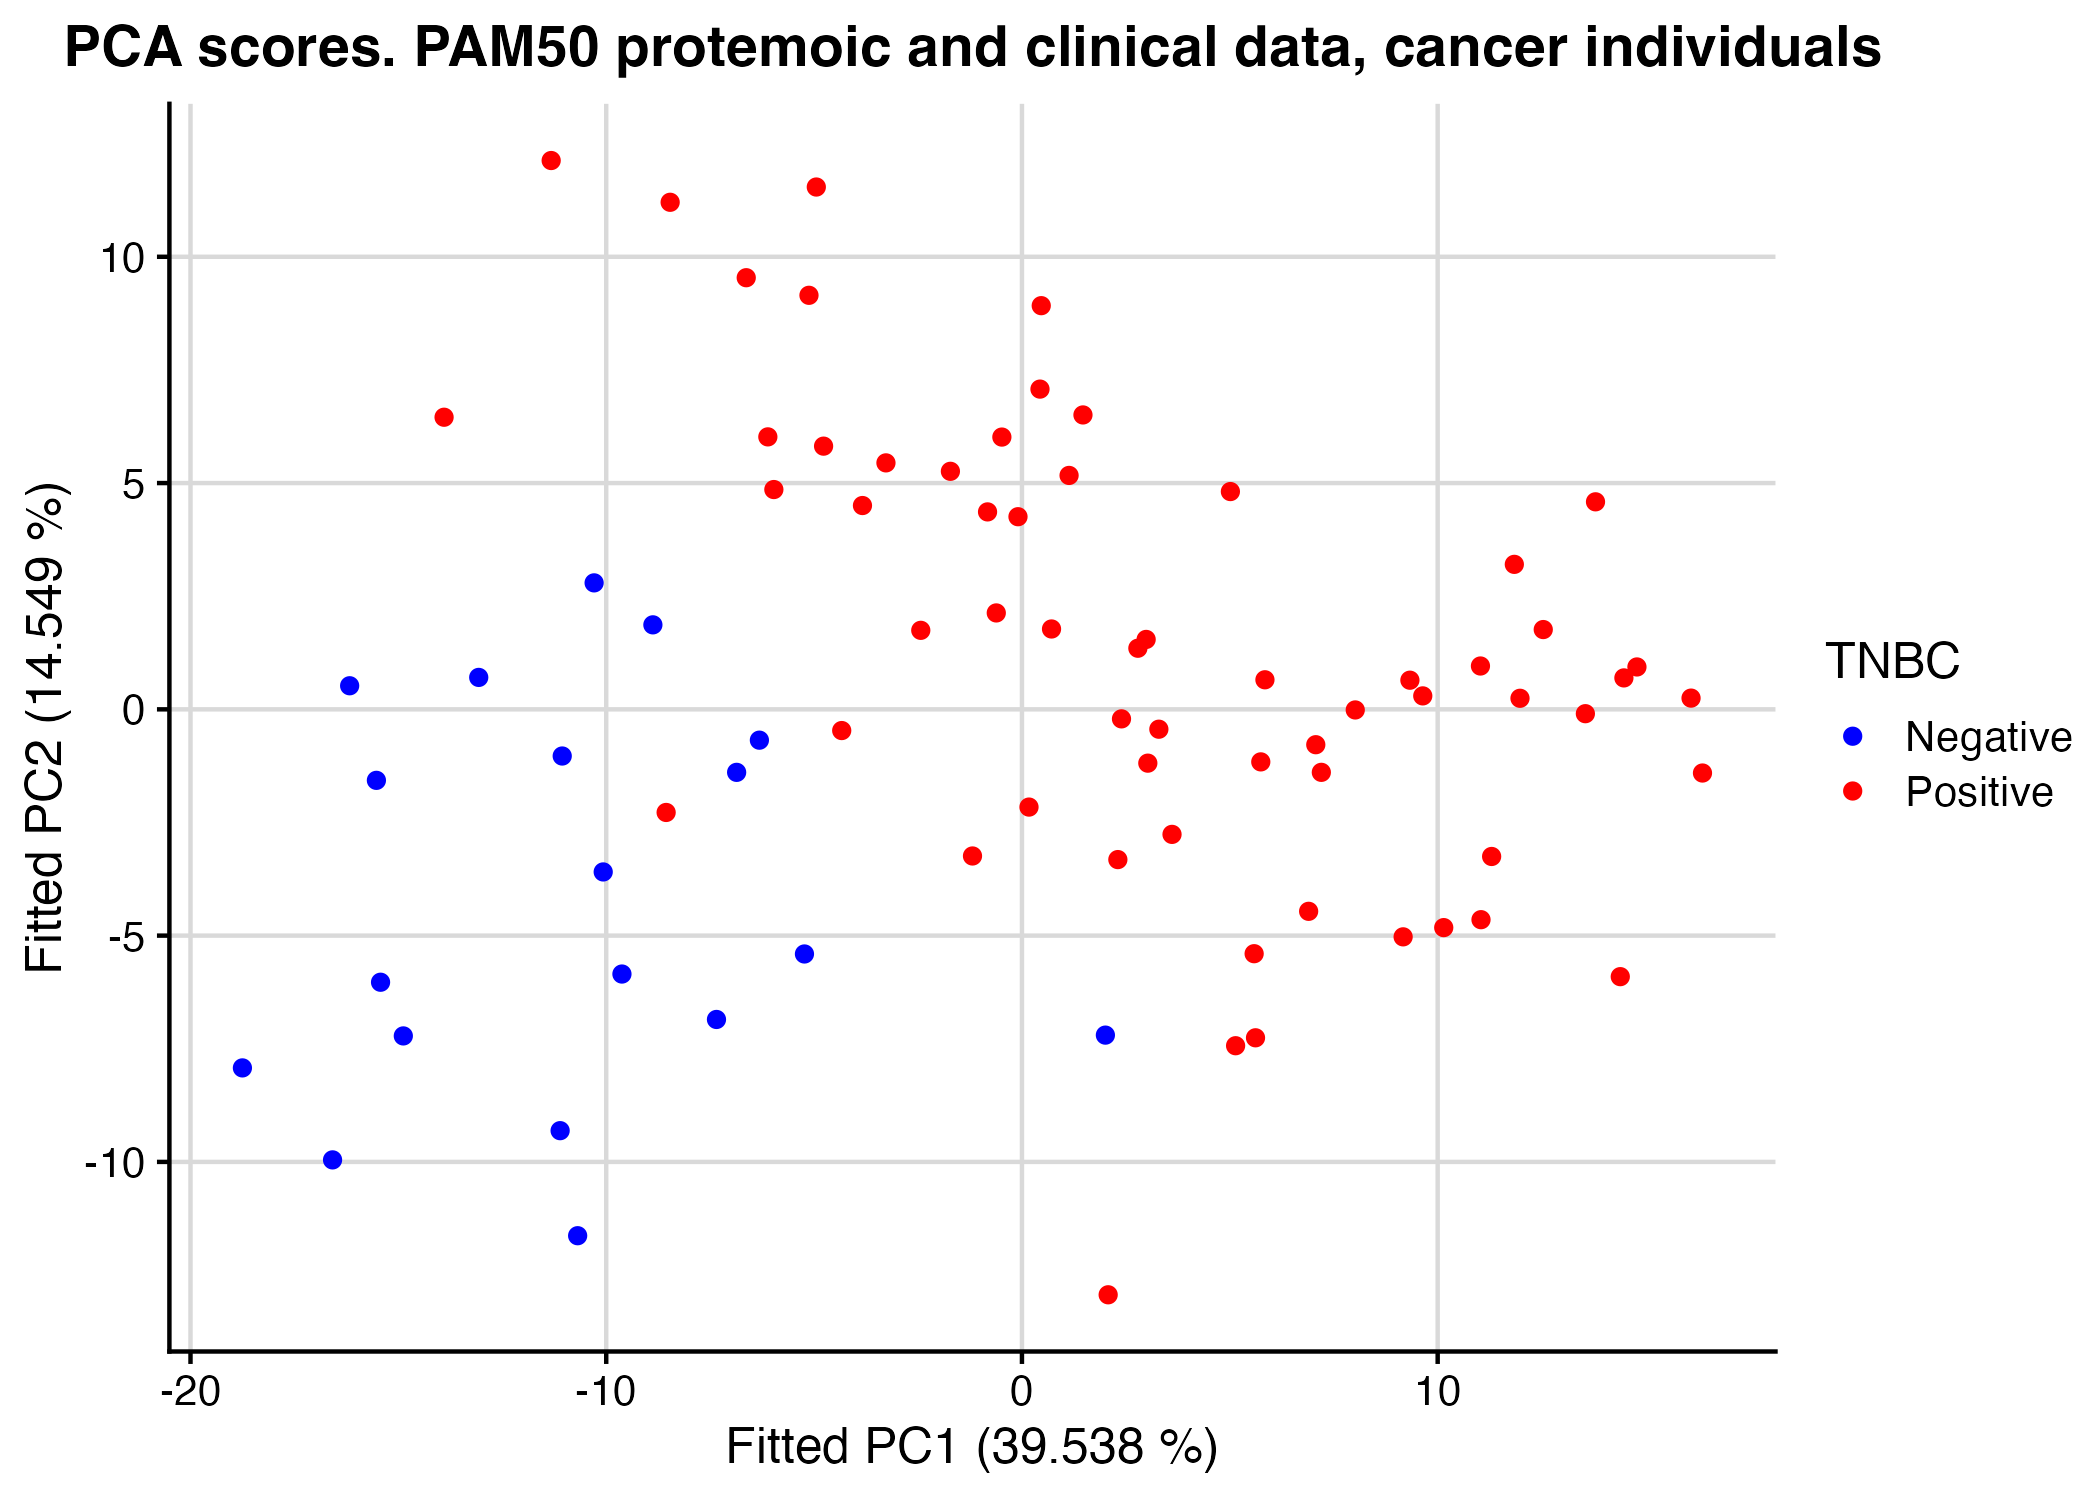 PCA scores. PAM50 protemoic and clinical data, cancer individuals
10
5
0
-5
-10
Fitted PC2 (14.549 %)
-20
-10
0
10
Fitted PC1 (39.538 %)
TNBC
Negative
Positive